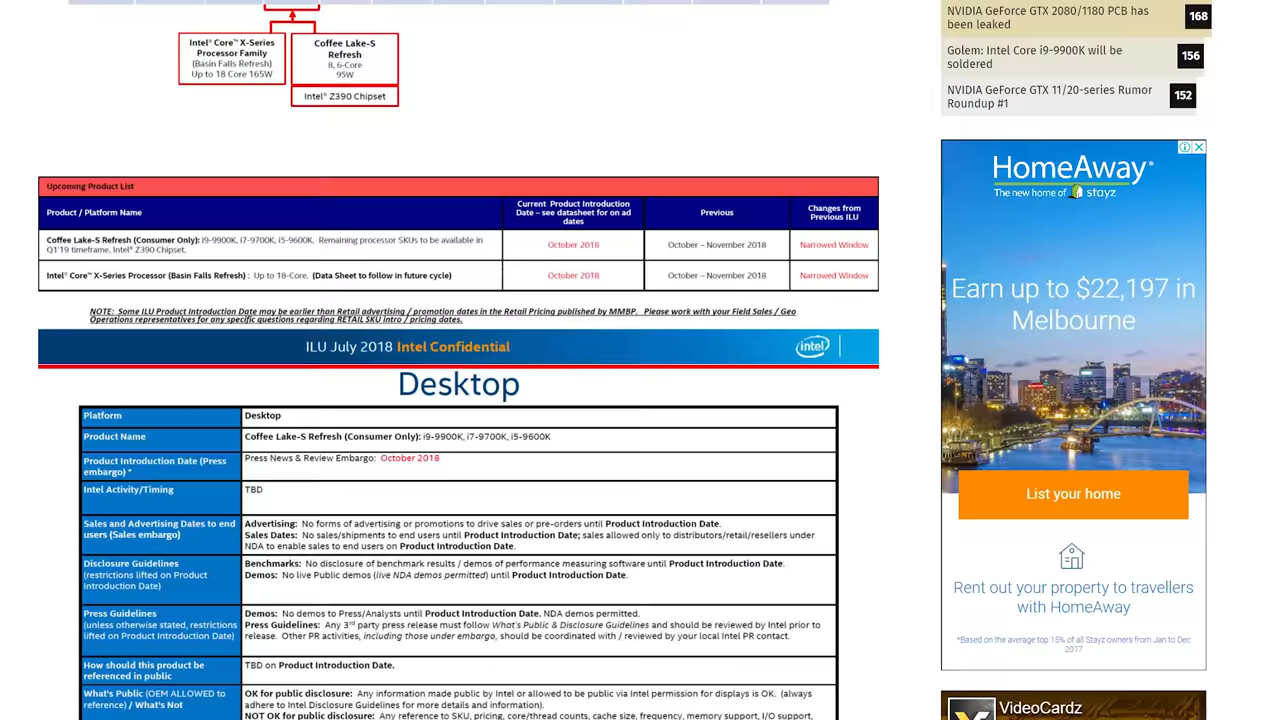 Intel® Core™ X-Series
Processor Family
(Basin Falls Refresh)
Up to 18 Core 165W
Coffee Lake-S
Refresh
8, 6-Core
95W
Intel® Z390 Chipset
Upcoming Product List
Product / Platform Name
Current Product Introduction
Date – see datasheet for on ad
dates
Previous
Changes from
Previous ILU
Coffee Lake-S Refresh (Consumer Only): i9-9900K, i7-9700K, i5-9600K. Remaining processor SKUs to be available in
Q1'19 timeframe. Intel® Z390 Chipset.
October 2018
October – November 2018
Narrowed Window
Intel® Core™ X-Series Processor (Basin Falls Refresh) : Up to 18-Core. (Data Sheet to follow in future cycle)
October 2018
October – November 2018
Narrowed Window
NOTE: Some ILU Product Introduction Date may be earlier than Retail advertising / promotion dates in the Retail Pricing published by MMBP. Please work with your Field Sales / Geo
Operations representatives for any specific questions regarding RETAIL SKU intro / pricing dates.
ILU July 2018 Intel Confidential
intel
Desktop
Platform
Desktop
Product Name
Coffee Lake-S Refresh (Consumer Only): i9-9900K, i7-9700K, i5-9600K
Product Introduction Date (Press
embargo) *
Press News & Review Embargo: October 2018
Intel Activity/Timing
TBD
Sales and Advertising Dates to end
users (Sales embargo)
Advertising: No forms of advertising or promotions to drive sales or pre-orders until Product Introduction Date.
Sales Dates: No sales/shipments to end users until Product Introduction Date; sales allowed only to distributors/retail/resellers under
NDA to enable sales to end users on Product Introduction Date.
Disclosure Guidelines
(restrictions lifted on Product
Introduction Date)
Benchmarks: No disclosure of benchmark results / demos of performance measuring software until Product Introduction Date.
Demos: No live Public demos (live NDA demos permitted) until Product Introduction Date.
Press Guidelines
(unless otherwise stated, restrictions
lifted on Product Introduction Date)
Demos: No demos to Press/Analysts until Product Introduction Date. NDA demos permitted.
Press Guidelines: Any 3rd party press release must follow What's Public & Disclosure Guidelines and should be reviewed by Intel prior to
release. Other PR activities, including those under embargo, should be coordinated with / reviewed by your local Intel PR contact.
How should this product be
referenced in public
TBD on Product Introduction Date.
What's Public (OEM ALLOWED to
reference) / What's Not
OK for public disclosure: Any information made public by Intel or allowed to be public via Intel permission for displays is OK. (always
adhere to Intel Disclosure Guidelines for more details and information).
NOT OK for public disclosure: Any reference to SKU, pricing, core/thread counts, cache size, frequency, memory support, I/O support,
NVIDIA GeForce GTX 2080/1180 PCB has
been leaked
168
Golem: Intel Core i9-9900K will be
soldered
156
NVIDIA GeForce GTX 11/20-series Rumor
Roundup #1
152
HomeAway®
The new home of stayz
Earn up to $22,197 in
Melbourne
List your home
Rent out your property to travellers
with HomeAway
*Based on the average top 15% of all Stayz owners from Jan to Dec
2017
VideoCardz